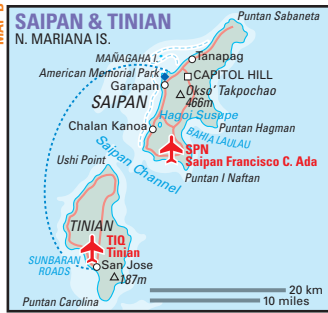 MAP B
SAIPAN & TINIAN
N. MARIANA IS.
Puntan Sabaneta
MAÑAGAHA I.
Tanapag
American Memorial Park
CAPITOL HILL
Garapan
Okso' Takpochao
466m
SAIPAN
Hagoi Susupe
Chalan Kanoa
Puntan Hagman
BAHIA LAULAU
Ushi Point
SPN
Saipan Francisco C. Ada
Saipan Channel
Puntan I Naftan
TINIAN
TIQ
Tinian
SUNBARAN
ROADS
San Jose
187m
Puntan Carolina
20 km
10 miles